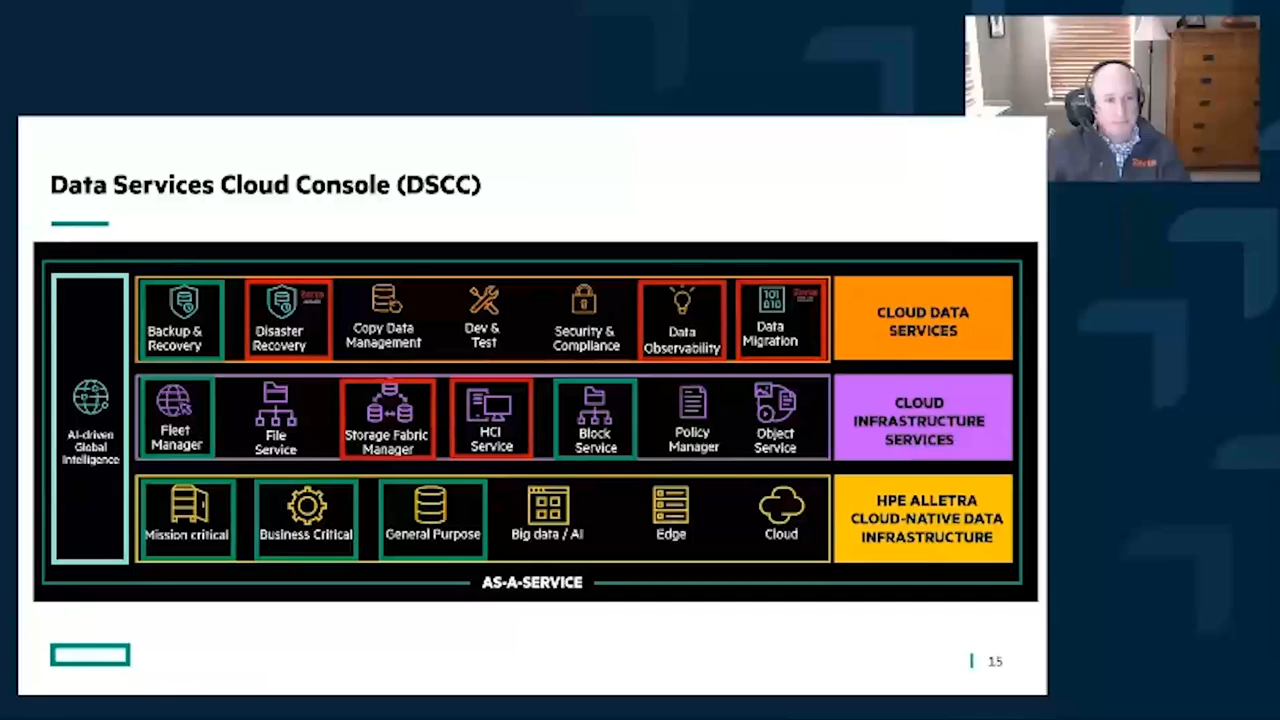 Data Services Cloud Console (DSCC)
AI-driven
Global
Intelligence
Backup &
Recovery
Disaster
Recovery
Copy Data
Management
Dev &
Test
Security &
Compliance
Data
Observability
Data
Migration
CLOUD DATA
SERVICES
Fleet
Manager
File
Service
Storage Fabric
Manager
HCI
Service
Block
Service
Policy
Manager
Object
Service
CLOUD
INFRASTRUCTURE
SERVICES
Mission critical
Business Critical
General Purpose
Big data / AI
Edge
Cloud
HPE ALLETRA
CLOUD-NATIVE DATA
INFRASTRUCTURE
AS-A-SERVICE
15
101
010